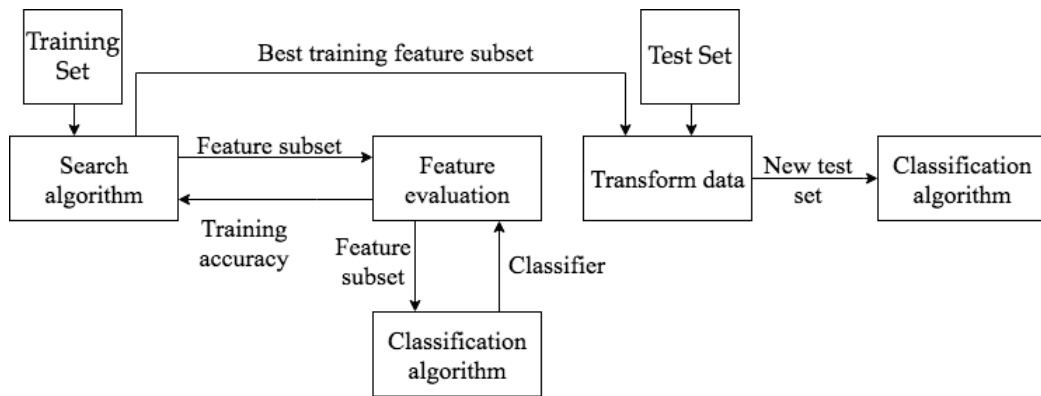 Training
Set
Best training feature subset
Test Set
Search
algorithm
Feature subset
Feature
evaluation
Training
accuracy
Transform data
New test
set
Classification
algorithm
Feature
subset
Classifier
Classification
algorithm